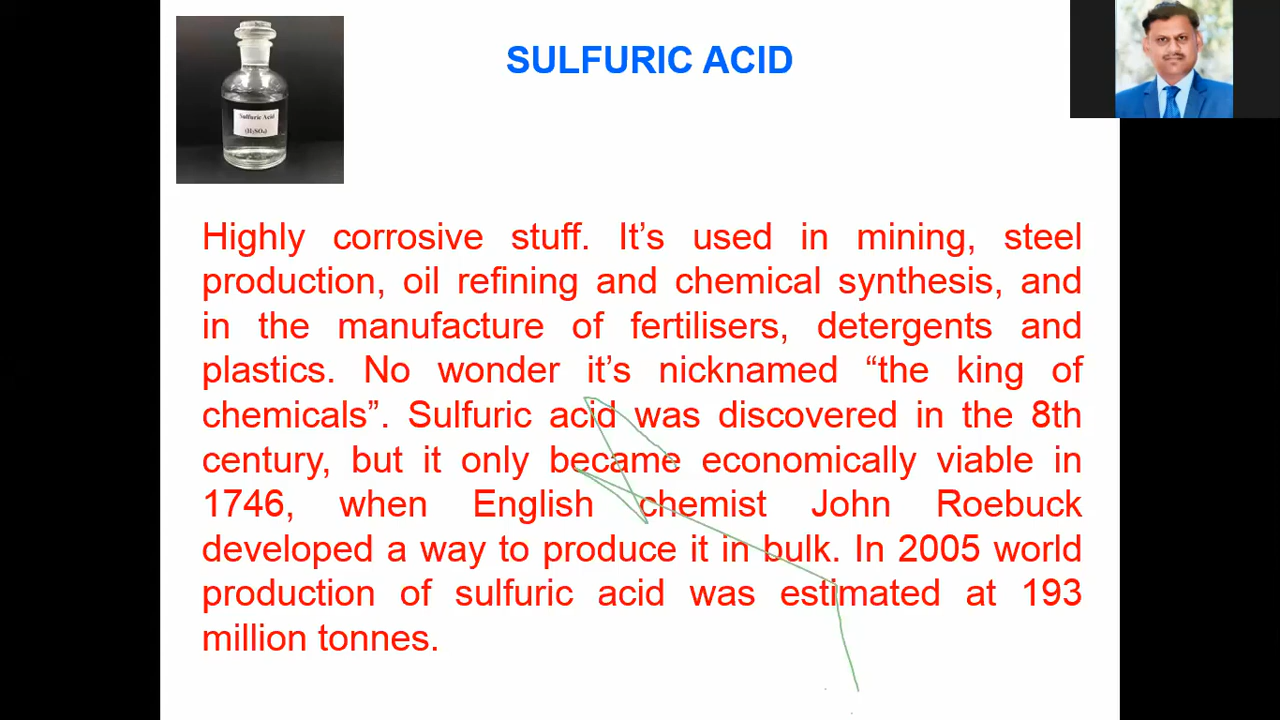 SULFURIC ACID
Sulfuric Acid
(H₂SO₄)
Highly corrosive stuff. It’s used in mining, steel
production, oil refining and chemical synthesis, and
in the manufacture of fertilisers, detergents and
plastics. No wonder it’s nicknamed “the king of
chemicals”. Sulfuric acid was discovered in the 8th
century, but it only became economically viable in
1746, when English chemist John Roebuck
developed a way to produce it in bulk. In 2005 world
production of sulfuric acid was estimated at 193
million tonnes.